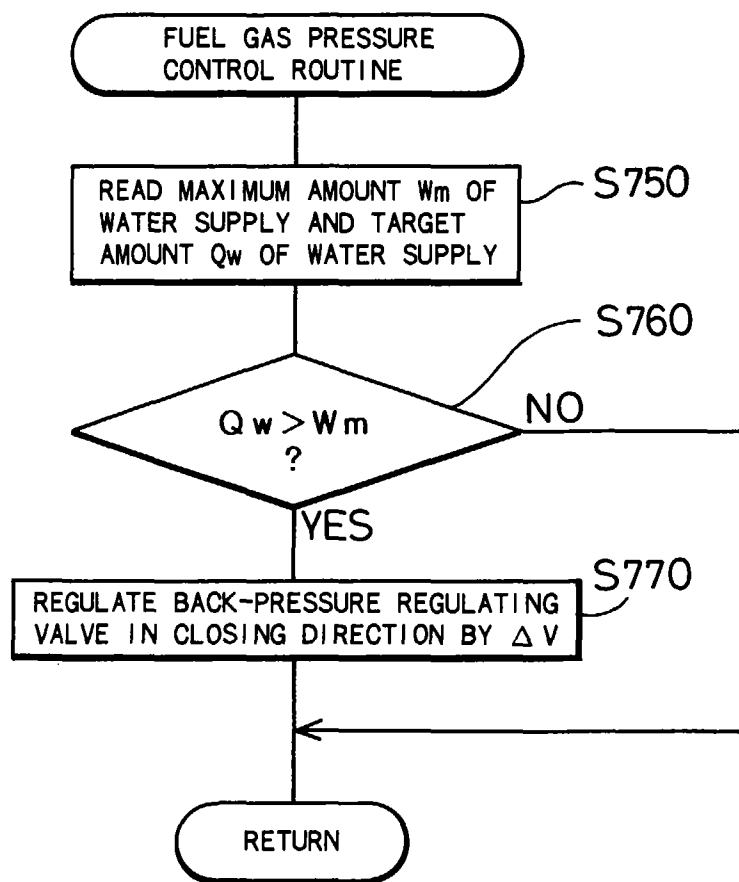 FUEL GAS PRESSURE
CONTROL ROUTINE
READ MAXIMUM AMOUNT Wm OF
WATER SUPPLY AND TARGET
AMOUNT Qw OF WATER SUPPLY
S750
S760
Qw > Wm
?
NO
YES
S770
REGULATE BACK-PRESSURE REGULATING
VALVE IN CLOSING DIRECTION BY ΔV
RETURN